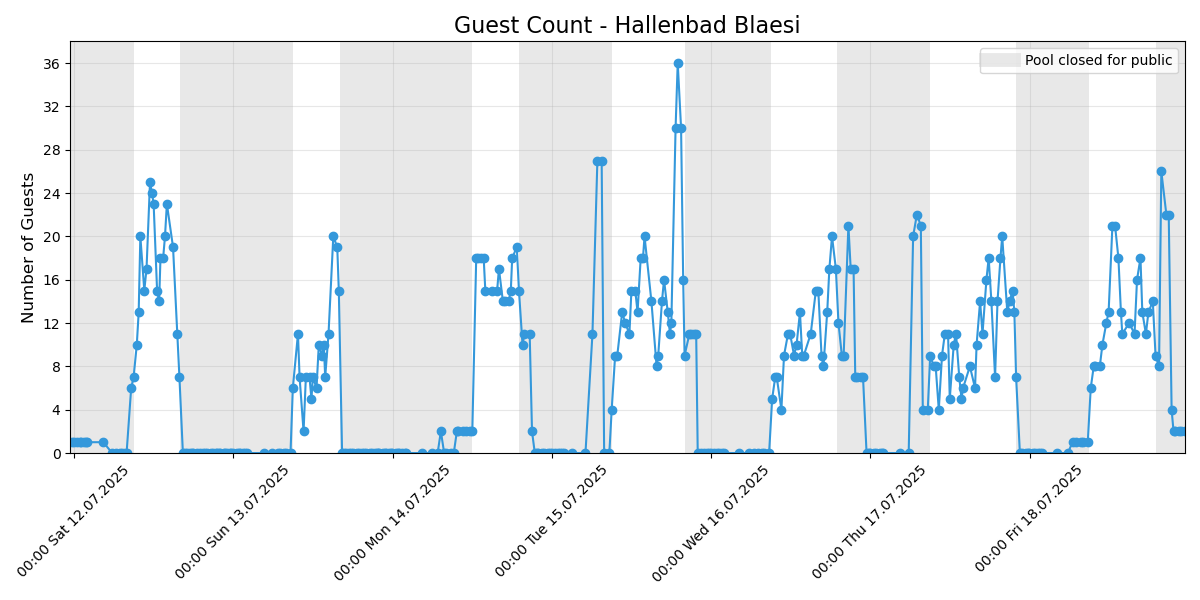 Guest Count - Hallenbad Blaesi
Pool closed for public
Number of Guests
36
32
28
24
20
16
12
8
4
0
00:00 Sat 12.07.2025
00:00 Sun 13.07.2025
00:00 Mon 14.07.2025
00:00 Tue 15.07.2025
00:00 Wed 16.07.2025
00:00 Thu 17.07.2025
00:00 Fri 18.07.2025